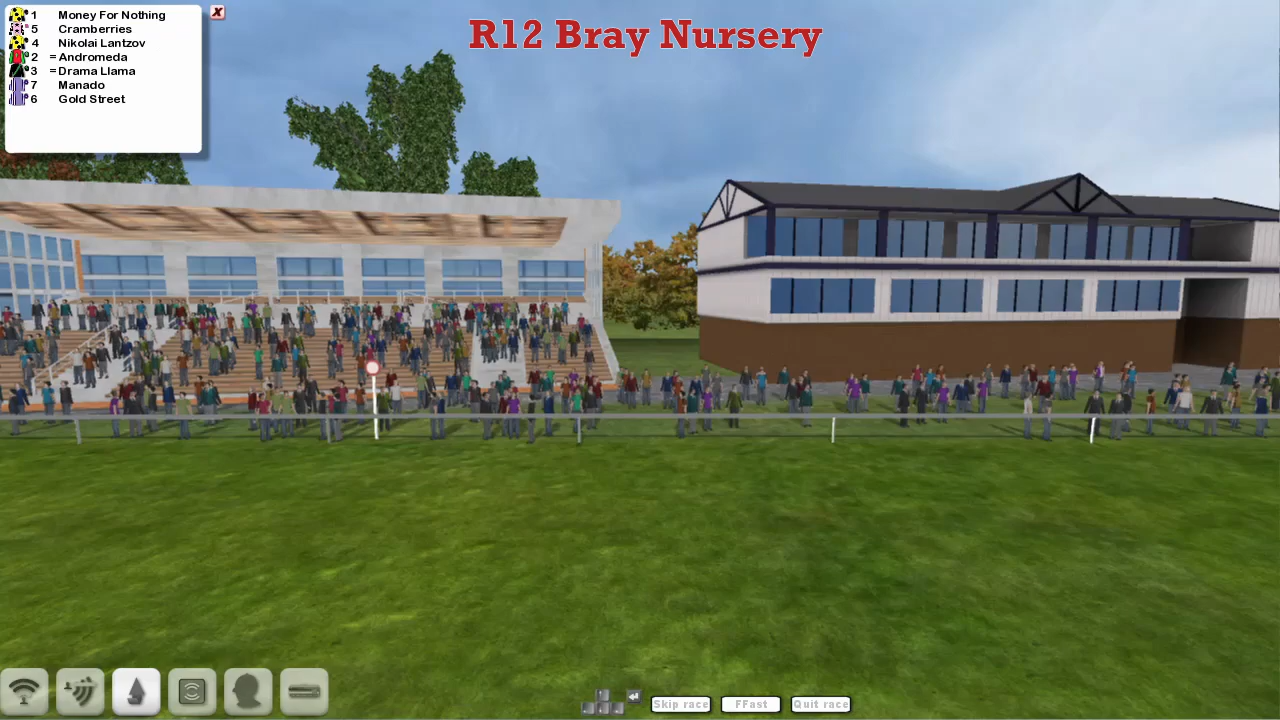 R12 Bray Nursery
1 Money For Nothing
5 Cranberries
4 Nikolai Lantzov
2 =Andromeda
3 =Drama Llama
7 Manado
6 Gold Street
X
Skip race FFast Quit race